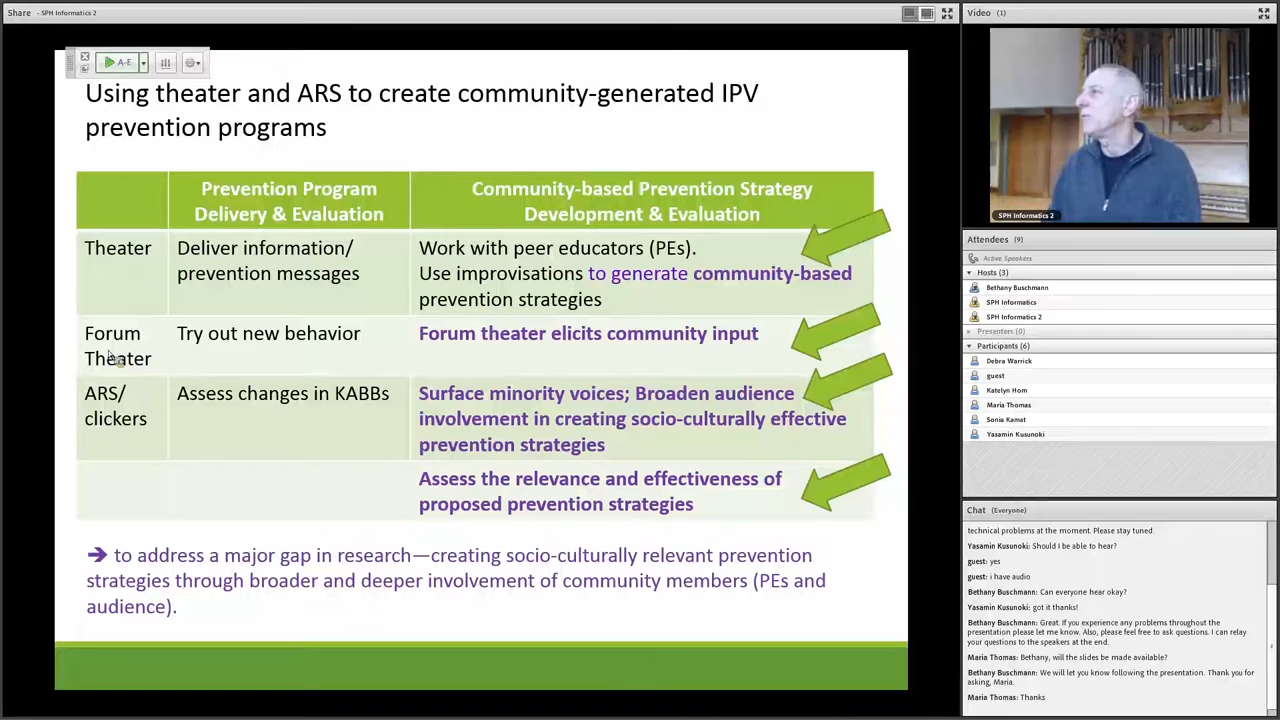 Share - SPH Informatics 2
A-E
Using theater and ARS to create community-generated IPV
prevention programs
Prevention Program
Delivery & Evaluation
Community-based Prevention Strategy
Development & Evaluation
Theater
Deliver information/
prevention messages
Work with peer educators (PEs).
Use improvisations to generate community-based
prevention strategies
Forum
Theater
Try out new behavior
Forum theater elicits community input
ARS/
clickers
Assess changes in KABBs
Surface minority voices; Broaden audience
involvement in creating socio-culturally effective
prevention strategies
Assess the relevance and effectiveness of
proposed prevention strategies
➔ to address a major gap in research—creating socio-culturally relevant prevention
strategies through broader and deeper involvement of community members (PEs and
audience).
Video (1)
SPH Informatics 2
Attendees (9)
Active Speakers
Hosts (3)
Bethany Buschmann
SPH Informatics
SPH Informatics 2
Presenters (0)
Participants (6)
Debra Warrick
guest
Katelyn Hom
Maria Thomas
Sonia Kamat
Yasamin Kusunoki
Chat (Everyone)
technical problems at the moment. Please stay tuned.
Yasamin Kusunoki: Should I be able to hear?
guest: yes
guest: i have audio
Bethany Buschmann: Can everyone hear okay?
Yasamin Kusunoki: got it thanks!
Bethany Buschmann: Great. If you experience any problems throughout the
presentation please let me know. Also, please feel free to ask questions. I can relay
your questions to the speakers at the end.
Maria Thomas: Bethany, will the slides be made available?
Bethany Buschmann: We will let you know following the presentation. Thank you for
asking, Maria.
Maria Thomas: Thanks